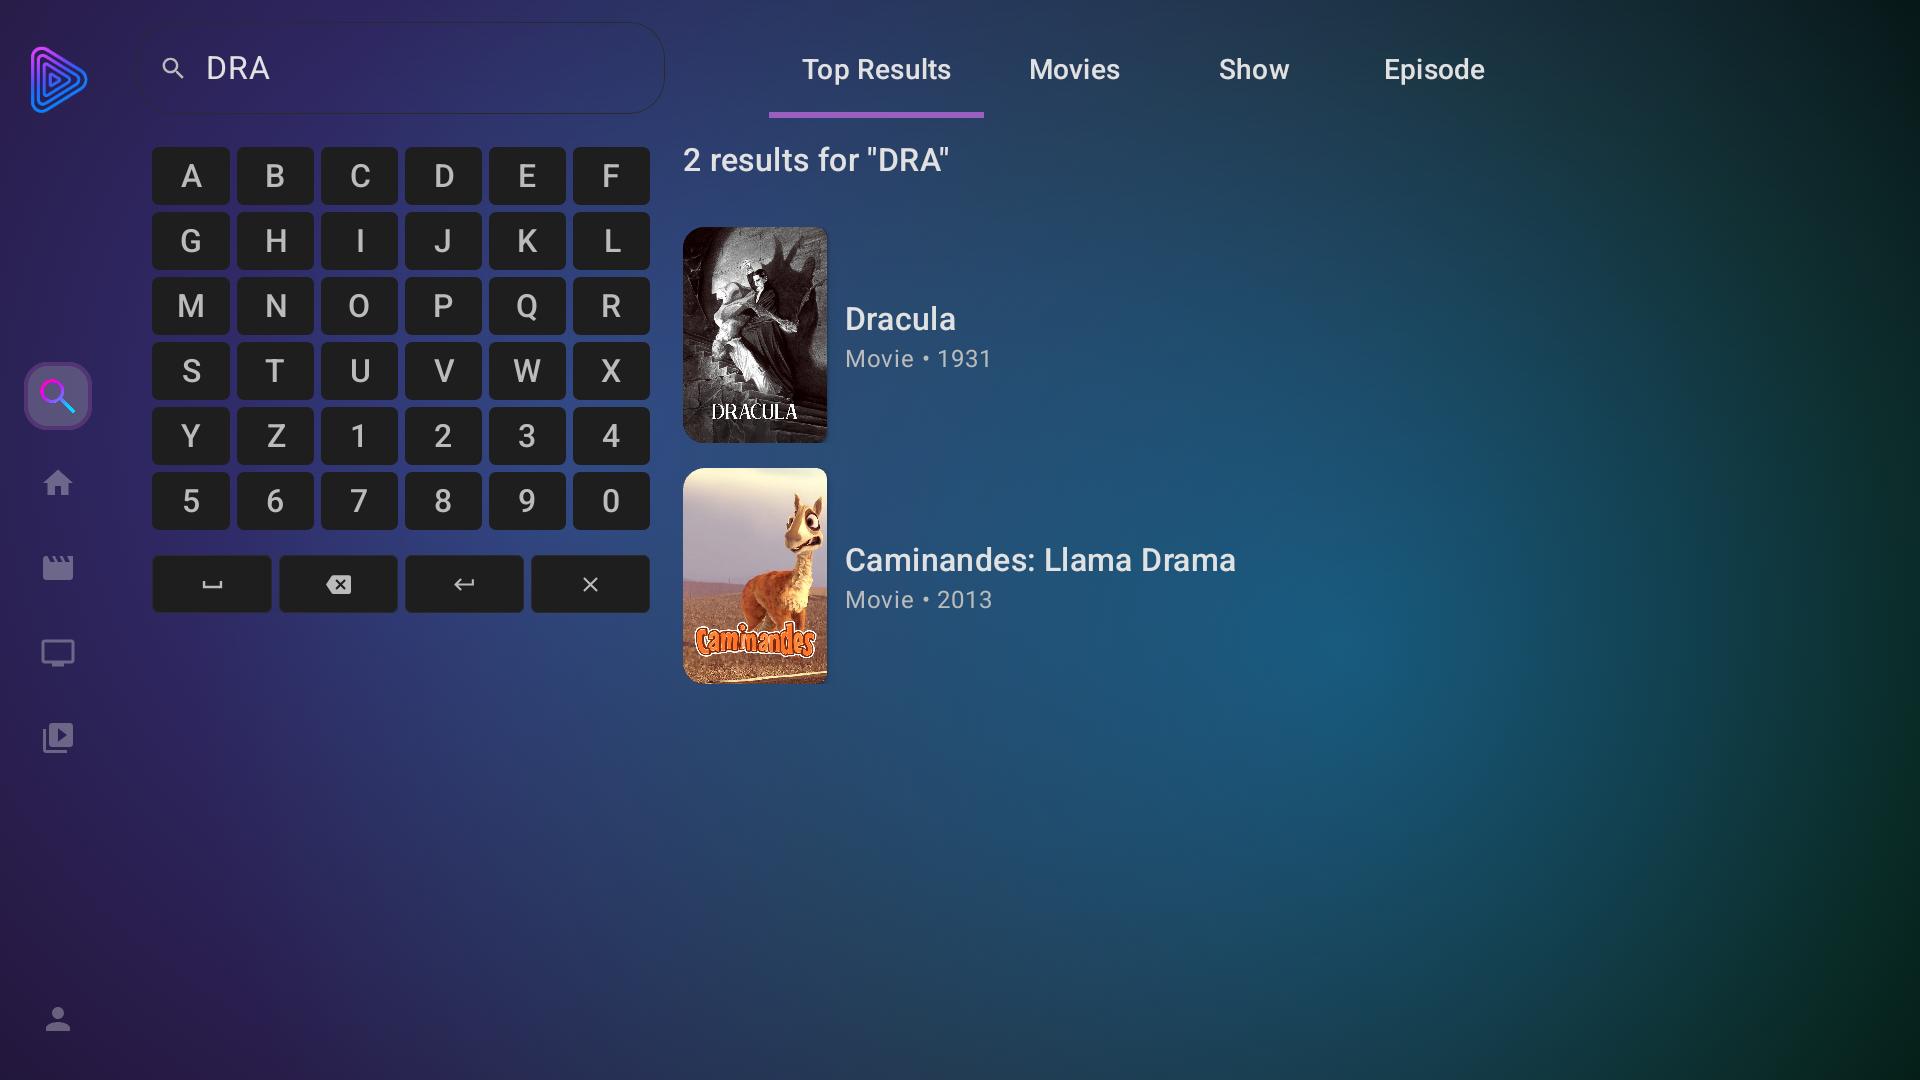 DRA
Top Results Movies Show Episode
A B C D E F
G H I J K L
M N O P Q R
S T U V W X
Y Z 1 2 3 4
5 6 7 8 9 0
2 results for "DRA"
DRACULA
Dracula
Movie • 1931
Caminandes
Caminandes: Llama Drama
Movie • 2013